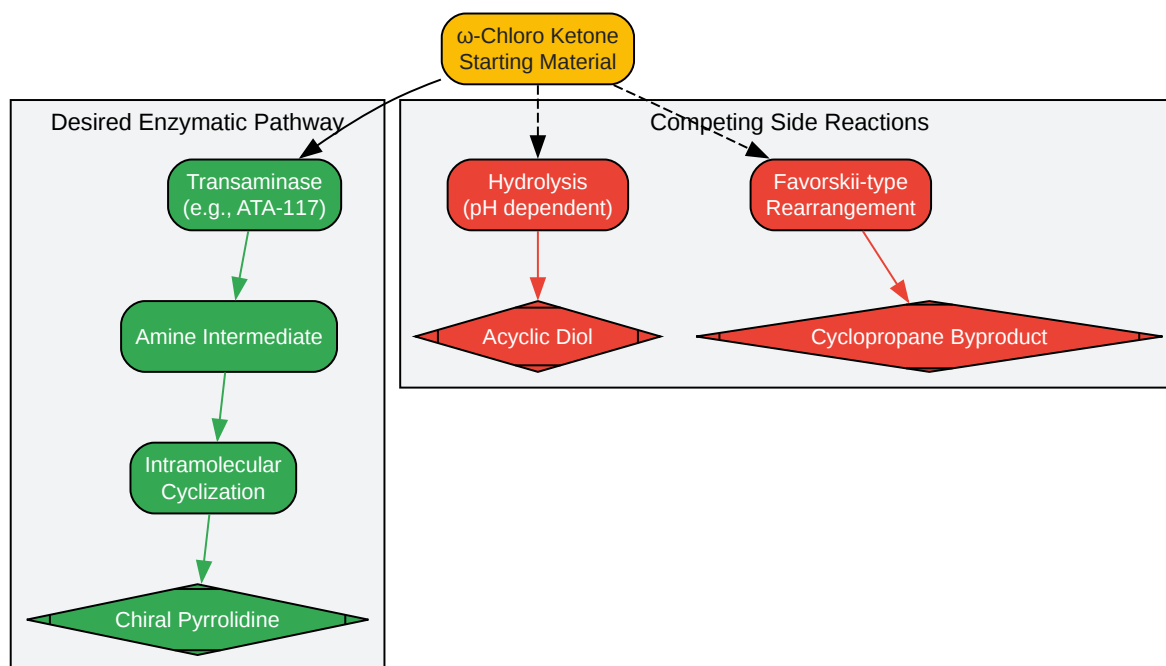 ω-Chloro Ketone
Starting Material
Desired Enzymatic Pathway
Transaminase
(e.g., ATA-117)
Amine Intermediate
Intramolecular
Cyclization
Chiral Pyrrolidine
Competing Side Reactions
Hydrolysis
(pH dependent)
Acyclic Diol
Favorskii-type
Rearrangement
Cyclopropane Byproduct